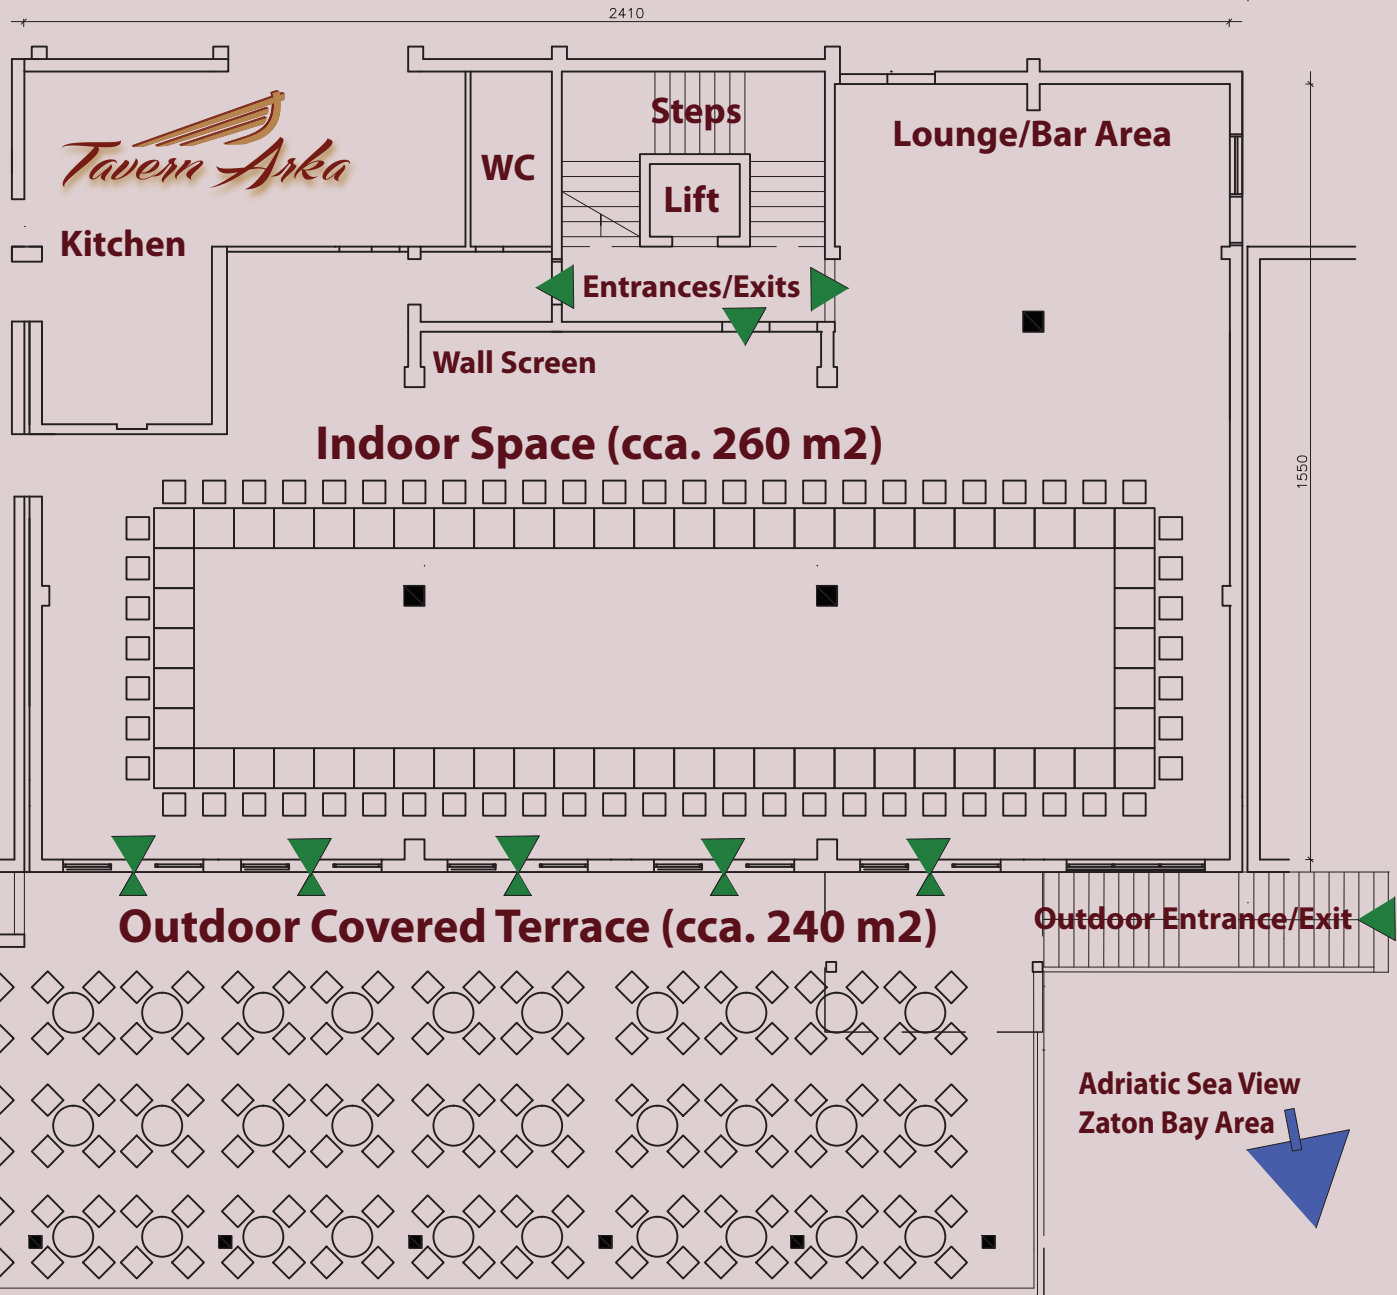 2410
Steps
Lounge/Bar Area
Tavern Arka
WC
Lift
Kitchen
Entrances/Exits
Wall Screen
Indoor Space (cca. 260 m2)
1550
Outdoor Covered Terrace (cca. 240 m2)
Outdoor Entrance/Exit
Adriatic Sea View
Zaton Bay Area